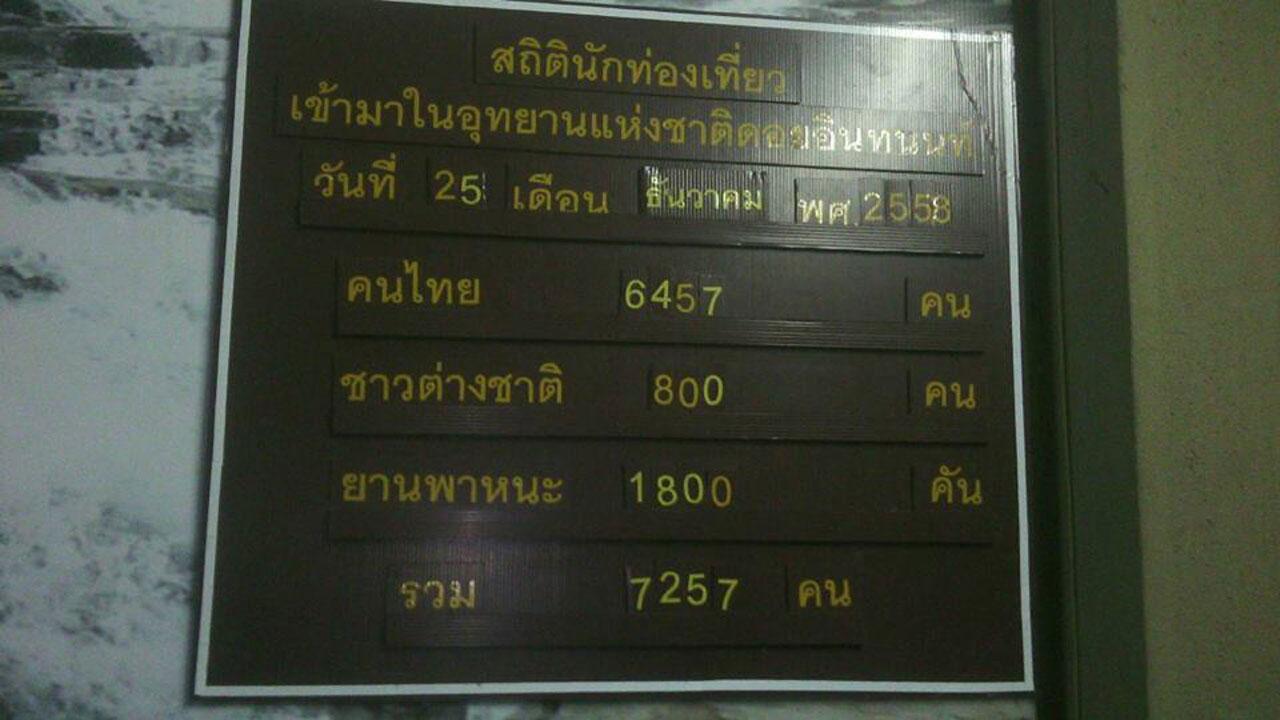 สถิตินักท่องเที่ยว
เข้ามาในอุทยานแห่งชาติดอยอินทนนท์
วันที่ 25 เดือน ธันวาคม พศ.2558
คนไทย 6457 คน
ชาวต่างชาติ 800 คน
ยานพาหนะ 1800 คัน
รวม 7257 คน